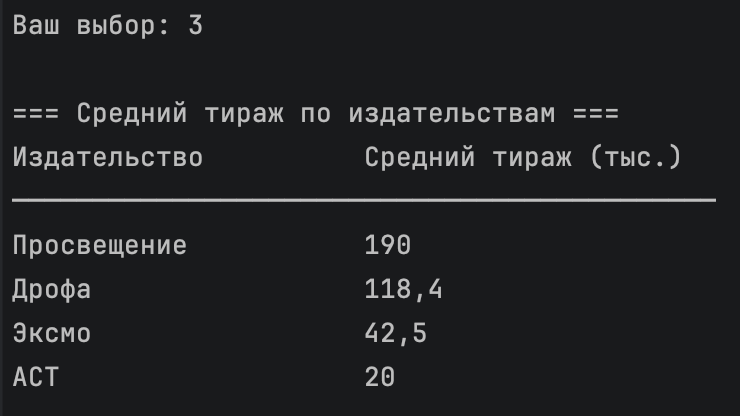 Ваш выбор: 3
=== Средний тираж по издательствам ===
Издательство Средний тираж (тыс.)
Просвещение 190
Дрофа 118,4
Эксмо 42,5
АСТ 20